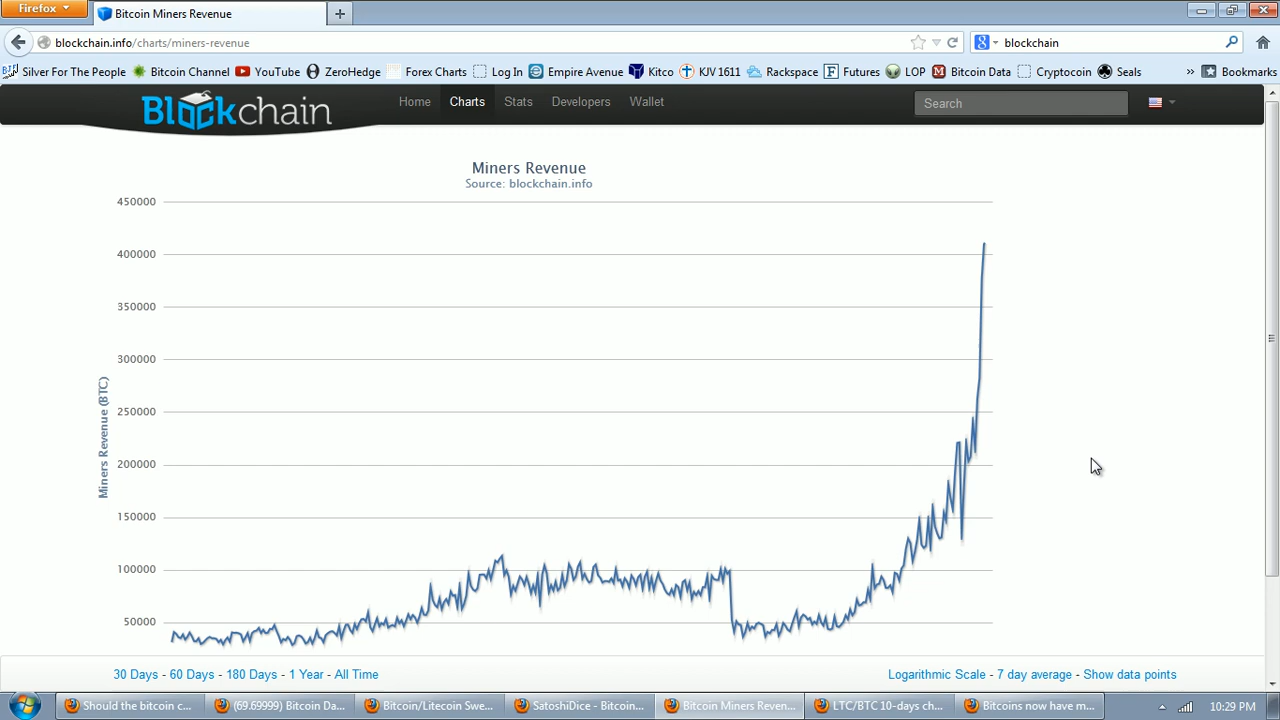 Firefox
Bitcoin Miners Revenue
blockchain.info/charts/miners-revenue
blockchain
Silver For The People
Bitcoin Channel
YouTube
ZeroHedge
Forex Charts
Log In
Empire Avenue
Kitco
KJV 1611
Rackspace
Futures
LOP
Bitcoin Data
Cryptocoin
Seals
»
Bookmarks
Blockchain
Home
Charts
Stats
Developers
Wallet
Search
Miners Revenue
Source: blockchain.info
450000
400000
350000
300000
250000
200000
150000
100000
50000
Miners Revenue (BTC)
30 Days - 60 Days - 180 Days - 1 Year - All Time
Logarithmic Scale - 7 day average - Show data points
Should the bitcoin c...
(69.69999) Bitcoin Da...
Bitcoin/Litecoin Swe...
SatoshiDice - Bitcoin...
Bitcoin Miners Reven...
LTC/BTC 10-days ch...
Bitcoins now have m...
10:29 PM